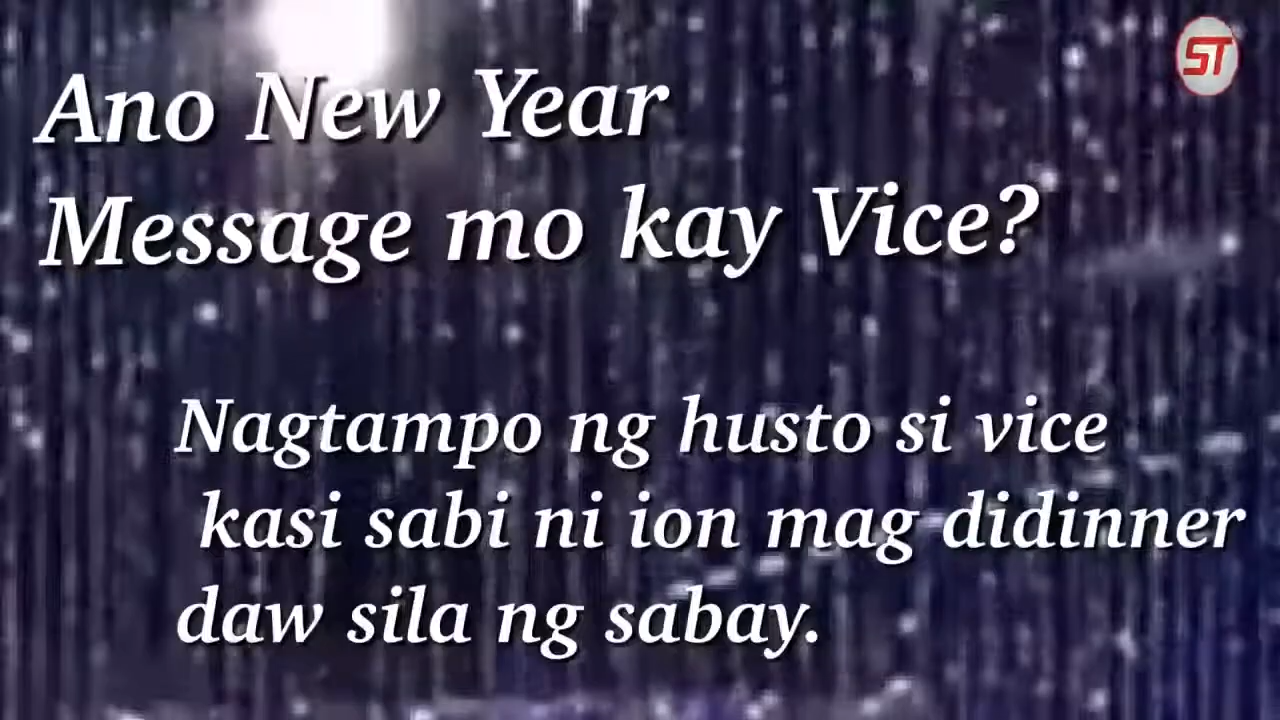 ST
Ano New Year
Message mo kay Vice?
Nagtampo ng husto si vice
kasi sabi ni ion mag didinner
daw sila ng sabay.